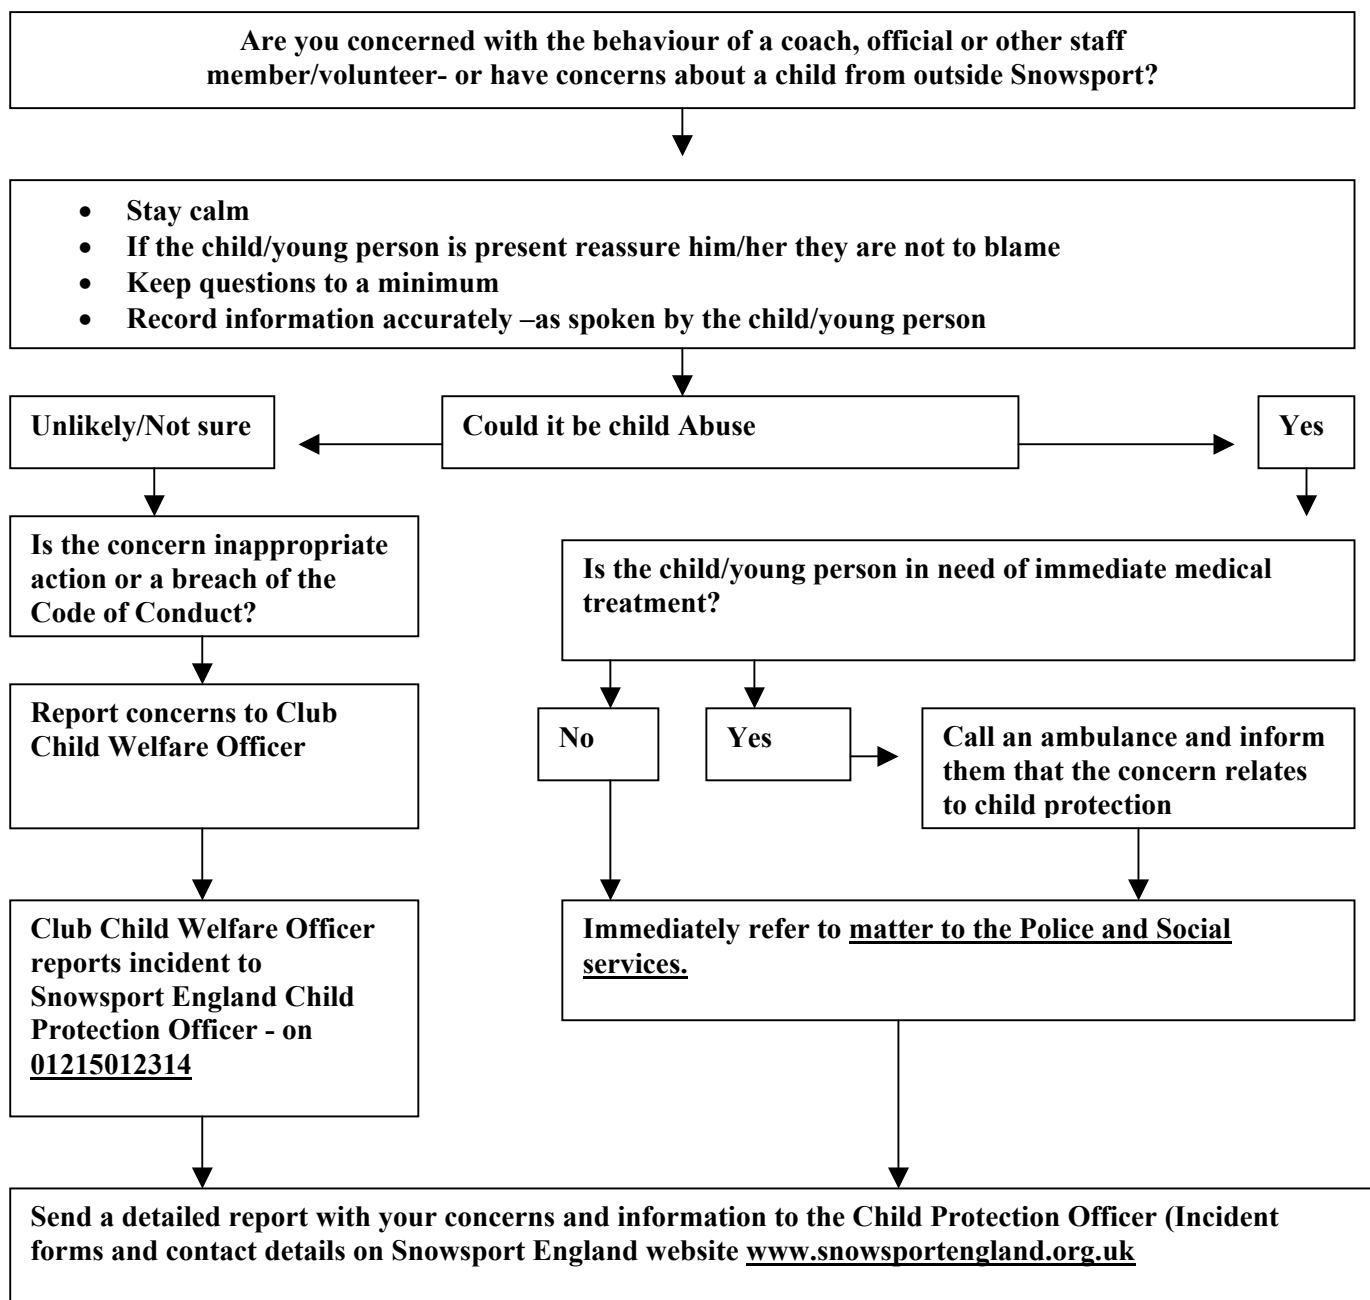 Are you concerned with the behaviour of a coach, official or other staff
member/volunteer- or have concerns about a child from outside Snowsport?
• Stay calm
• If the child/young person is present reassure him/her they are not to blame
• Keep questions to a minimum
• Record information accurately –as spoken by the child/young person
Unlikely/Not sure
Could it be child Abuse
Yes
Is the concern inappropriate
action or a breach of the
Code of Conduct?
Is the child/young person in need of immediate medical
treatment?
Report concerns to Club
Child Welfare Officer
No
Yes
Call an ambulance and inform
them that the concern relates
to child protection
Club Child Welfare Officer
reports incident to
Snowsport England Child
Protection Officer - on
01215012314
Immediately refer to matter to the Police and Social
services.
Send a detailed report with your concerns and information to the Child Protection Officer (Incident
forms and contact details on Snowsport England website www.snowsportengland.org.uk